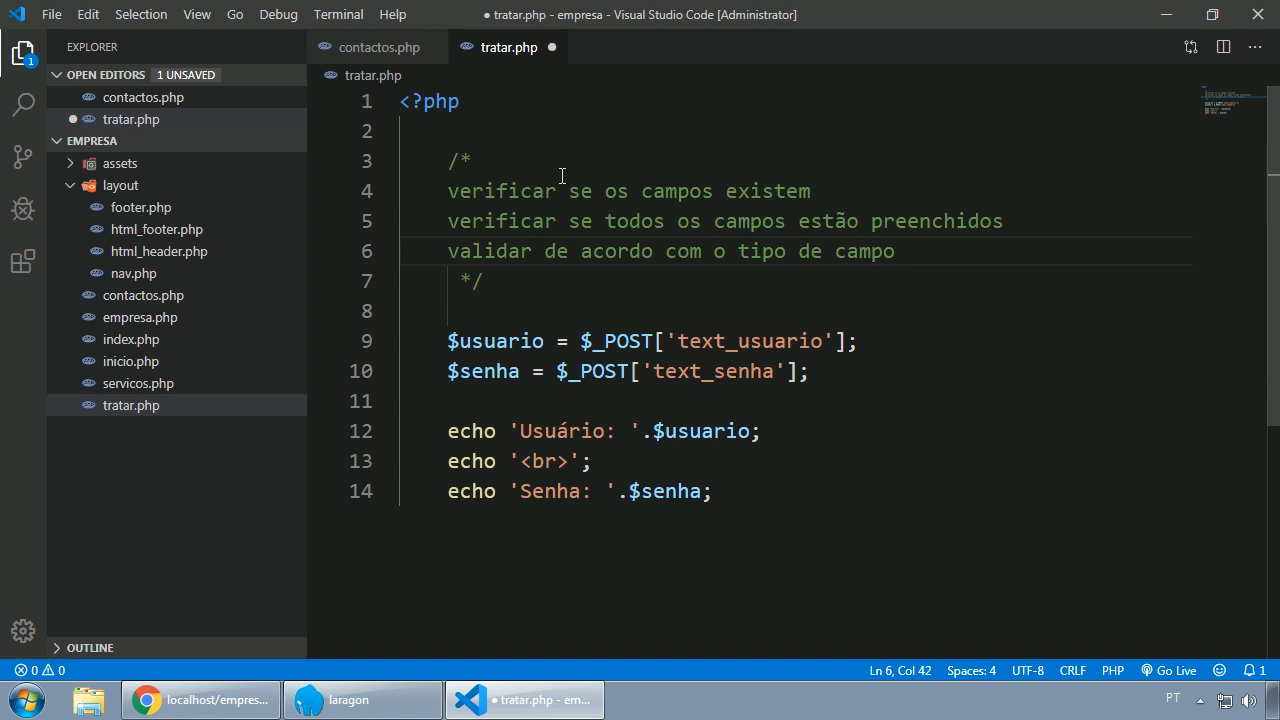 File Edit Selection View Go Debug Terminal Help
● tratar.php - empresa - Visual Studio Code [Administrator]
EXPLORER
OPEN EDITORS 1 UNSAVED
contactos.php
tratar.php
EMPRESA
assets
layout
footer.php
html_footer.php
html_header.php
nav.php
contactos.php
empresa.php
index.php
inicio.php
servicos.php
tratar.php
OUTLINE
1
contactos.php tratar.php
tratar.php
1 <?php
2
3 /*
4 verificar se os campos existem
5 verificar se todos os campos estão preenchidos
6 validar de acordo com o tipo de campo
7 */
8
9 $usuario = $_POST['text_usuario'];
10 $senha = $_POST['text_senha'];
11
12 echo 'Usuário: '.$usuario;
13 echo '<br>';
14 echo 'Senha: '.$senha;
0 0 Ln 6, Col 42 Spaces: 4 UTF-8 CRLF PHP Go Live 1
localhost/empres... laragon ● tratar.php - em... PT